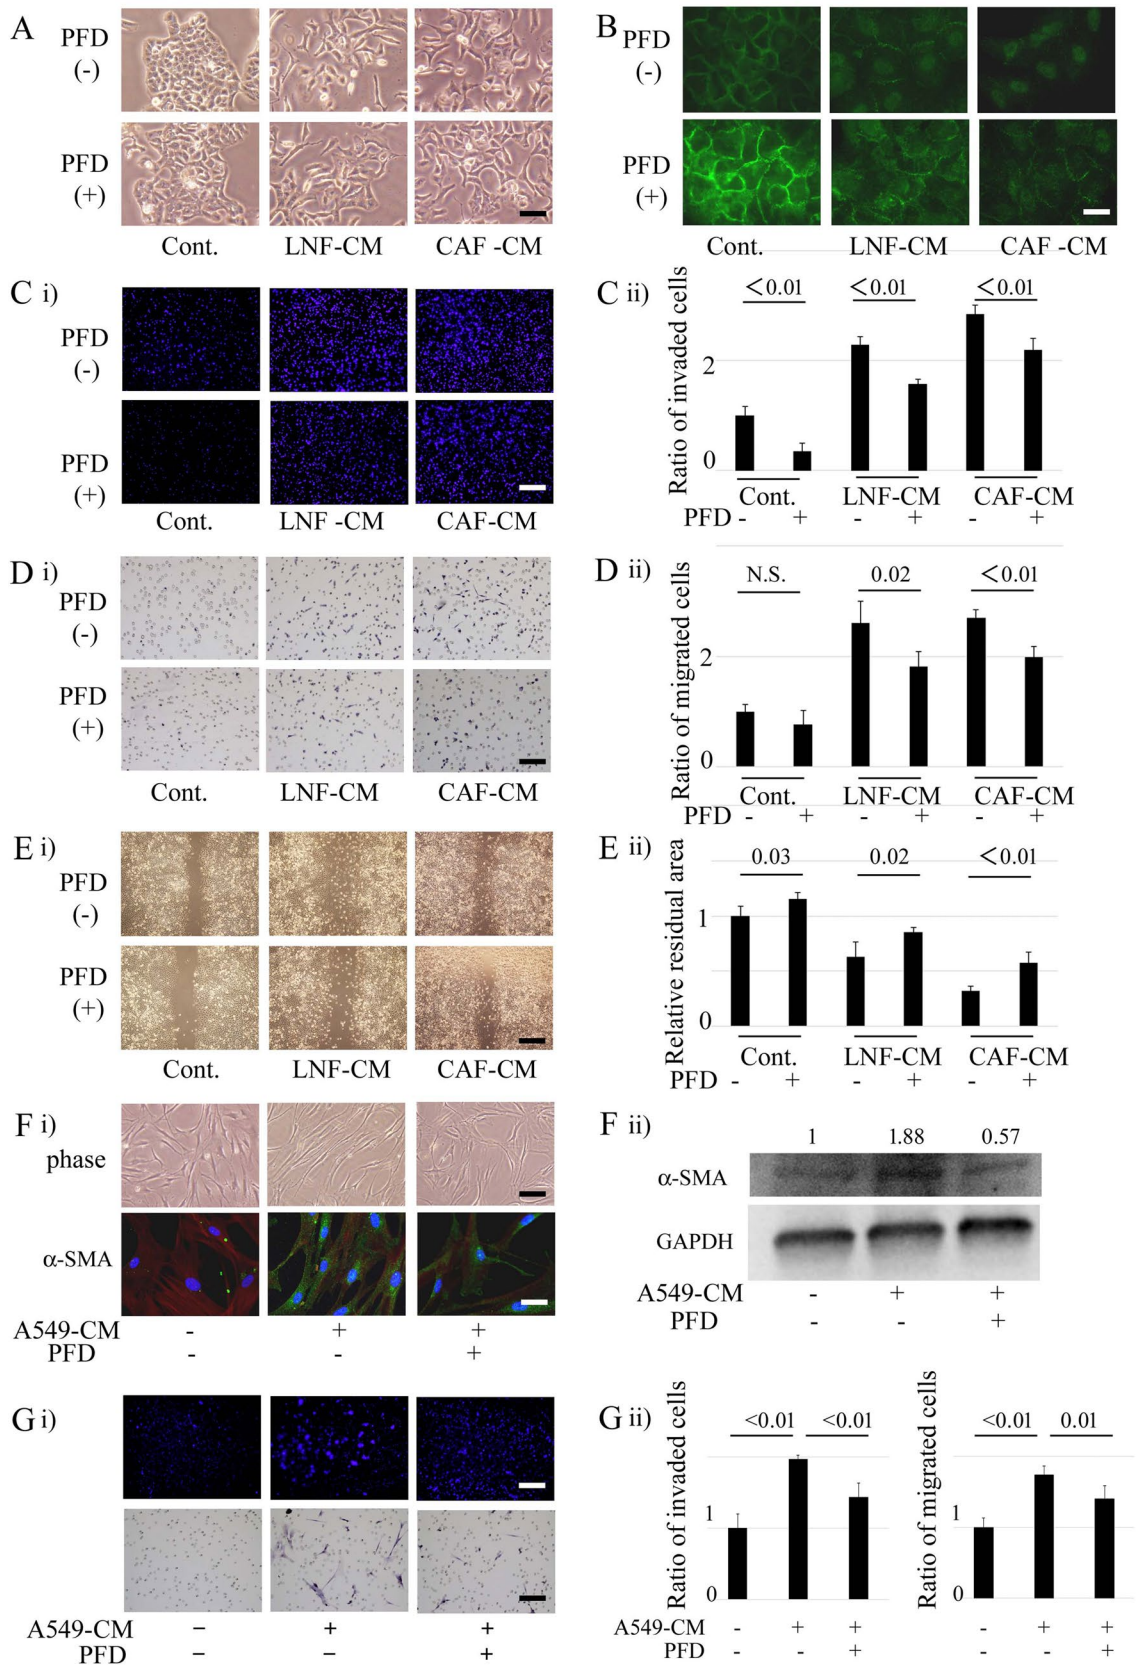 A
PFD
(-)
PFD
(+)
Cont.
LNF-CM
CAF -CM
B
PFD
(-)
PFD
(+)
Cont.
LNF-CM
CAF -CM
C i)
PFD
(-)
PFD
(+)
Cont.
LNF -CM
CAF-CM
C ii)
Ratio of invaded cells
2
0
<0.01
<0.01
<0.01
Cont.
LNF-CM
CAF-CM
PFD - + - + - +
D i)
PFD
(-)
PFD
(+)
Cont.
LNF-CM
CAF-CM
D ii)
Ratio of migrated cells
2
0
N.S.
0.02
<0.01
Cont.
LNF-CM
CAF-CM
PFD - + - + - +
E i)
PFD
(-)
PFD
(+)
Cont.
LNF-CM
CAF-CM
E ii)
Relative residual area
1
0
0.03
0.02
<0.01
Cont.
LNF-CM
CAF-CM
PFD - + - + - +
F i)
phase
α-SMA
A549-CM - + +
PFD - - +
F ii)
1 1.88 0.57
α-SMA
GAPDH
A549-CM - + +
PFD - - +
G i)
A549-CM – + +
PFD – – +
G ii)
Ratio of invaded cells
1
0
<0.01
<0.01
Ratio of migrated cells
1
0
<0.01
0.01
A549-CM - + + - + +
PFD - - + - - +